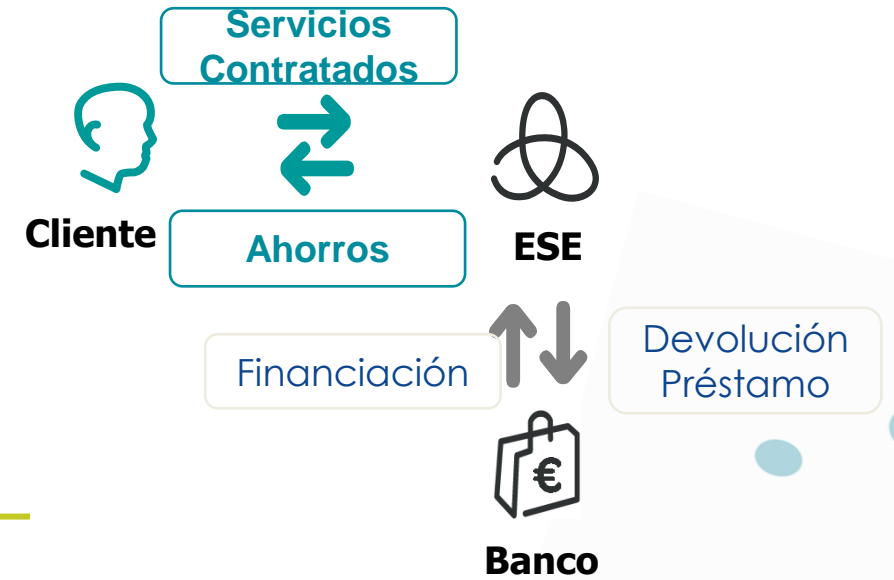 Servicios
Contratados
Cliente
Ahorros
ESE
Financiación
Devolución
Préstamo
€
Banco